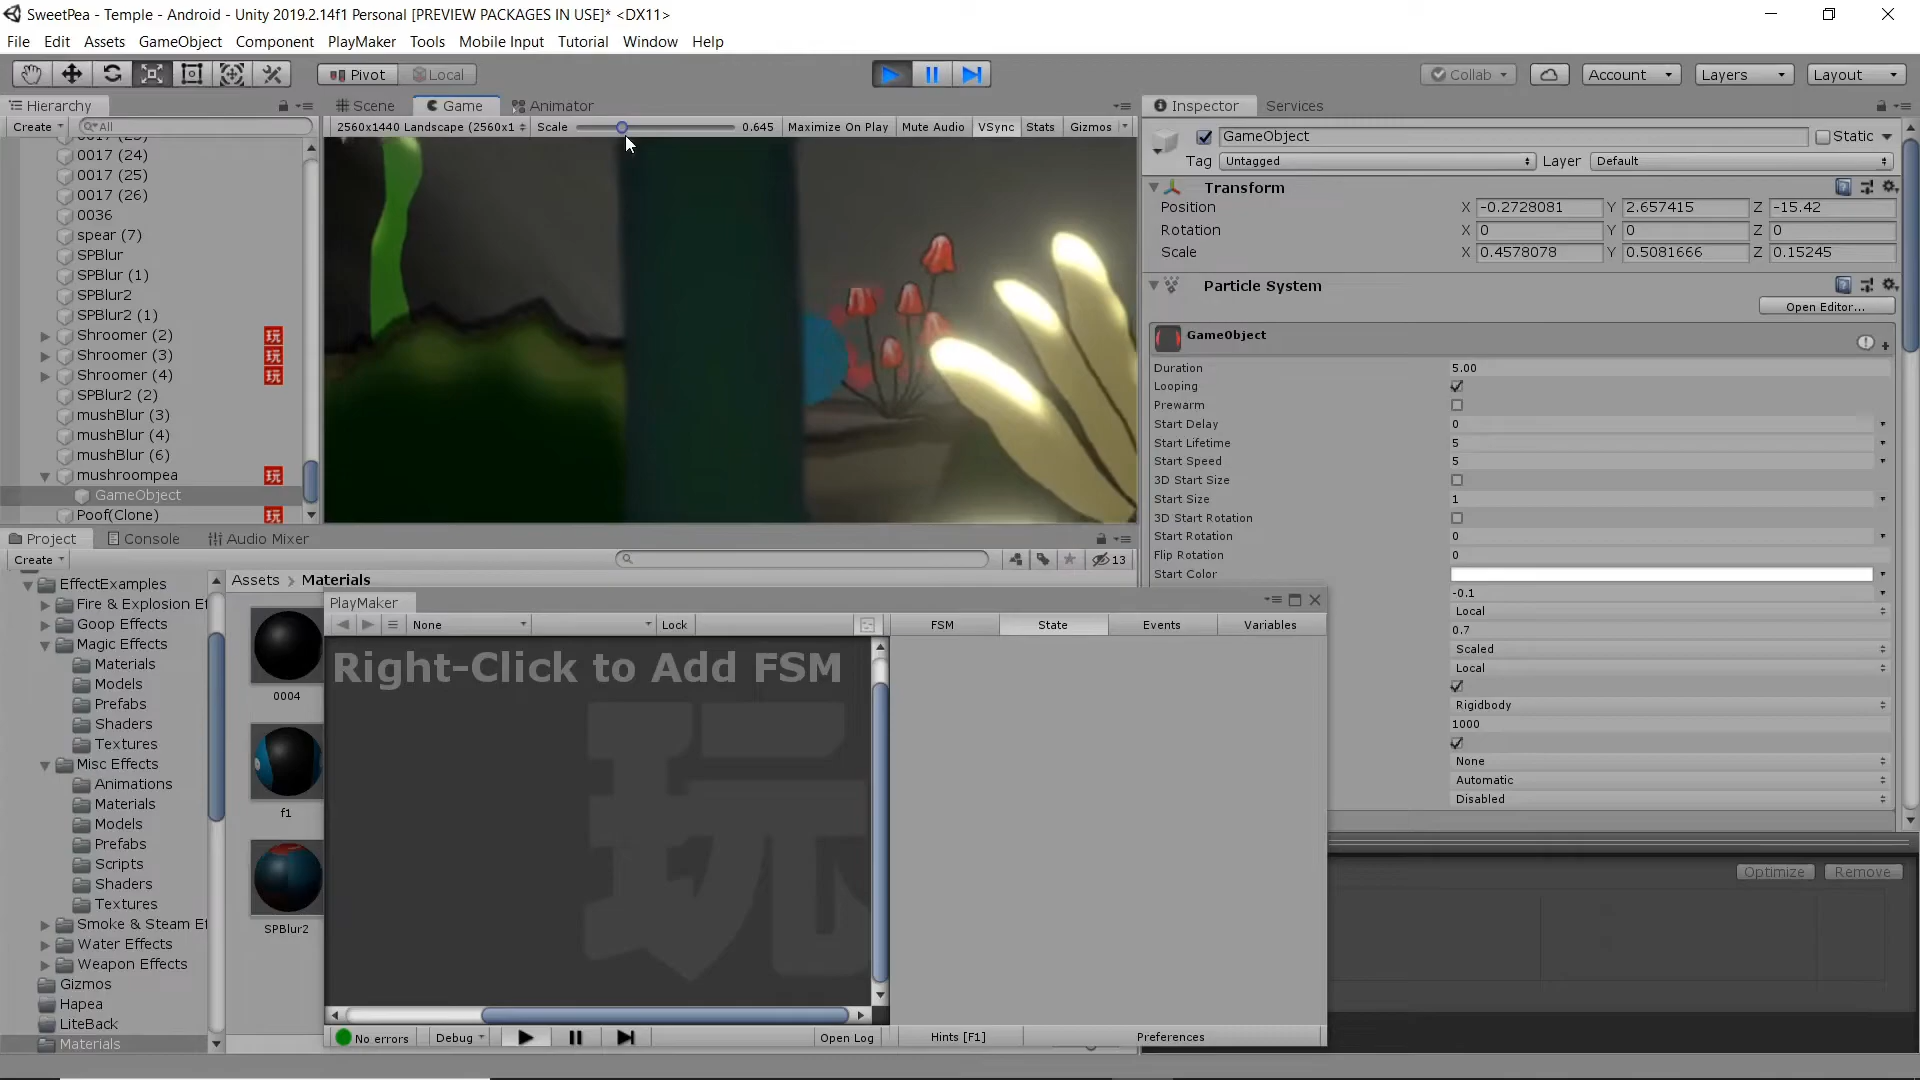 SweetPea - Temple - Android - Unity 2019.2.14f1 Personal [PREVIEW PACKAGES IN USE]* <DX11>
File Edit Assets GameObject Component PlayMaker Tools Mobile Input Tutorial Window Help
Pivot Local Collab Account Layers Layout
Hierarchy Scene Game Animator Inspector Services
Create All 2560x1440 Landscape (2560x1 Scale 0.645 Maximize On Play Mute Audio VSync Stats Gizmos
0017 (24)
0017 (25)
0017 (26)
0036
spear (7)
SPBlur
SPBlur (1)
SPBlur2
SPBlur2 (1)
Shroomer (2) 玩
Shroomer (3) 玩
Shroomer (4) 玩
SPBlur2 (2)
mushBlur (3)
mushBlur (4)
mushBlur (6)
mushroompea 玩
GameObject
Poof(Clone) 玩
GameObject Static
Tag Untagged Layer Default
Transform
Position X -0.2728081 Y 2.657415 Z -15.42
Rotation X 0 Y 0 Z 0
Scale X 0.4578078 Y 0.5081666 Z 0.15245
Particle System
Open Editor...
GameObject
Duration 5.00
Looping
Prewarm
Start Delay 0
Start Lifetime 5
Start Speed 5
3D Start Size
Start Size 1
3D Start Rotation
Start Rotation 0
Flip Rotation 0
Start Color
-0.1
Local
0.7
Scaled
Local
Rigidbody
1000
None
Automatic
Disabled
Optimize Remove
Project Console Audio Mixer
Create 13
EffectExamples
Fire & Explosion Ef
Goop Effects
Magic Effects
Materials
Models
Prefabs
Shaders
Textures
Misc Effects
Animations
Materials
Models
Prefabs
Scripts
Shaders
Textures
Smoke & Steam Ef
Water Effects
Weapon Effects
Gizmos
Hapea
LiteBack
Materials
Assets > Materials
0004
f1
SPBlur2
PlayMaker
None Lock FSM State Events Variables
Right-Click to Add FSM
玩
No errors Debug Open Log Hints [F1] Preferences